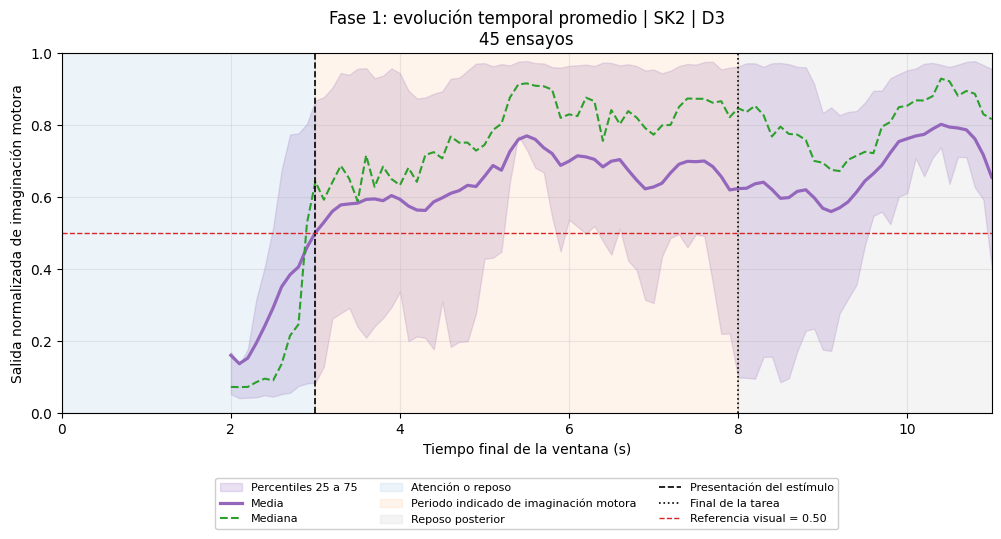 Fase 1: evolución temporal promedio | SK2 | D3
45 ensayos
Salida normalizada de imaginación motora
1.0
0.8
0.6
0.4
0.2
0.0
0 2 4 6 8 10
Tiempo final de la ventana (s)
Percentiles 25 a 75
Media
Mediana
Atención o reposo
Periodo indicado de imaginación motora
Reposo posterior
Presentación del estímulo
Final de la tarea
Referencia visual = 0.50